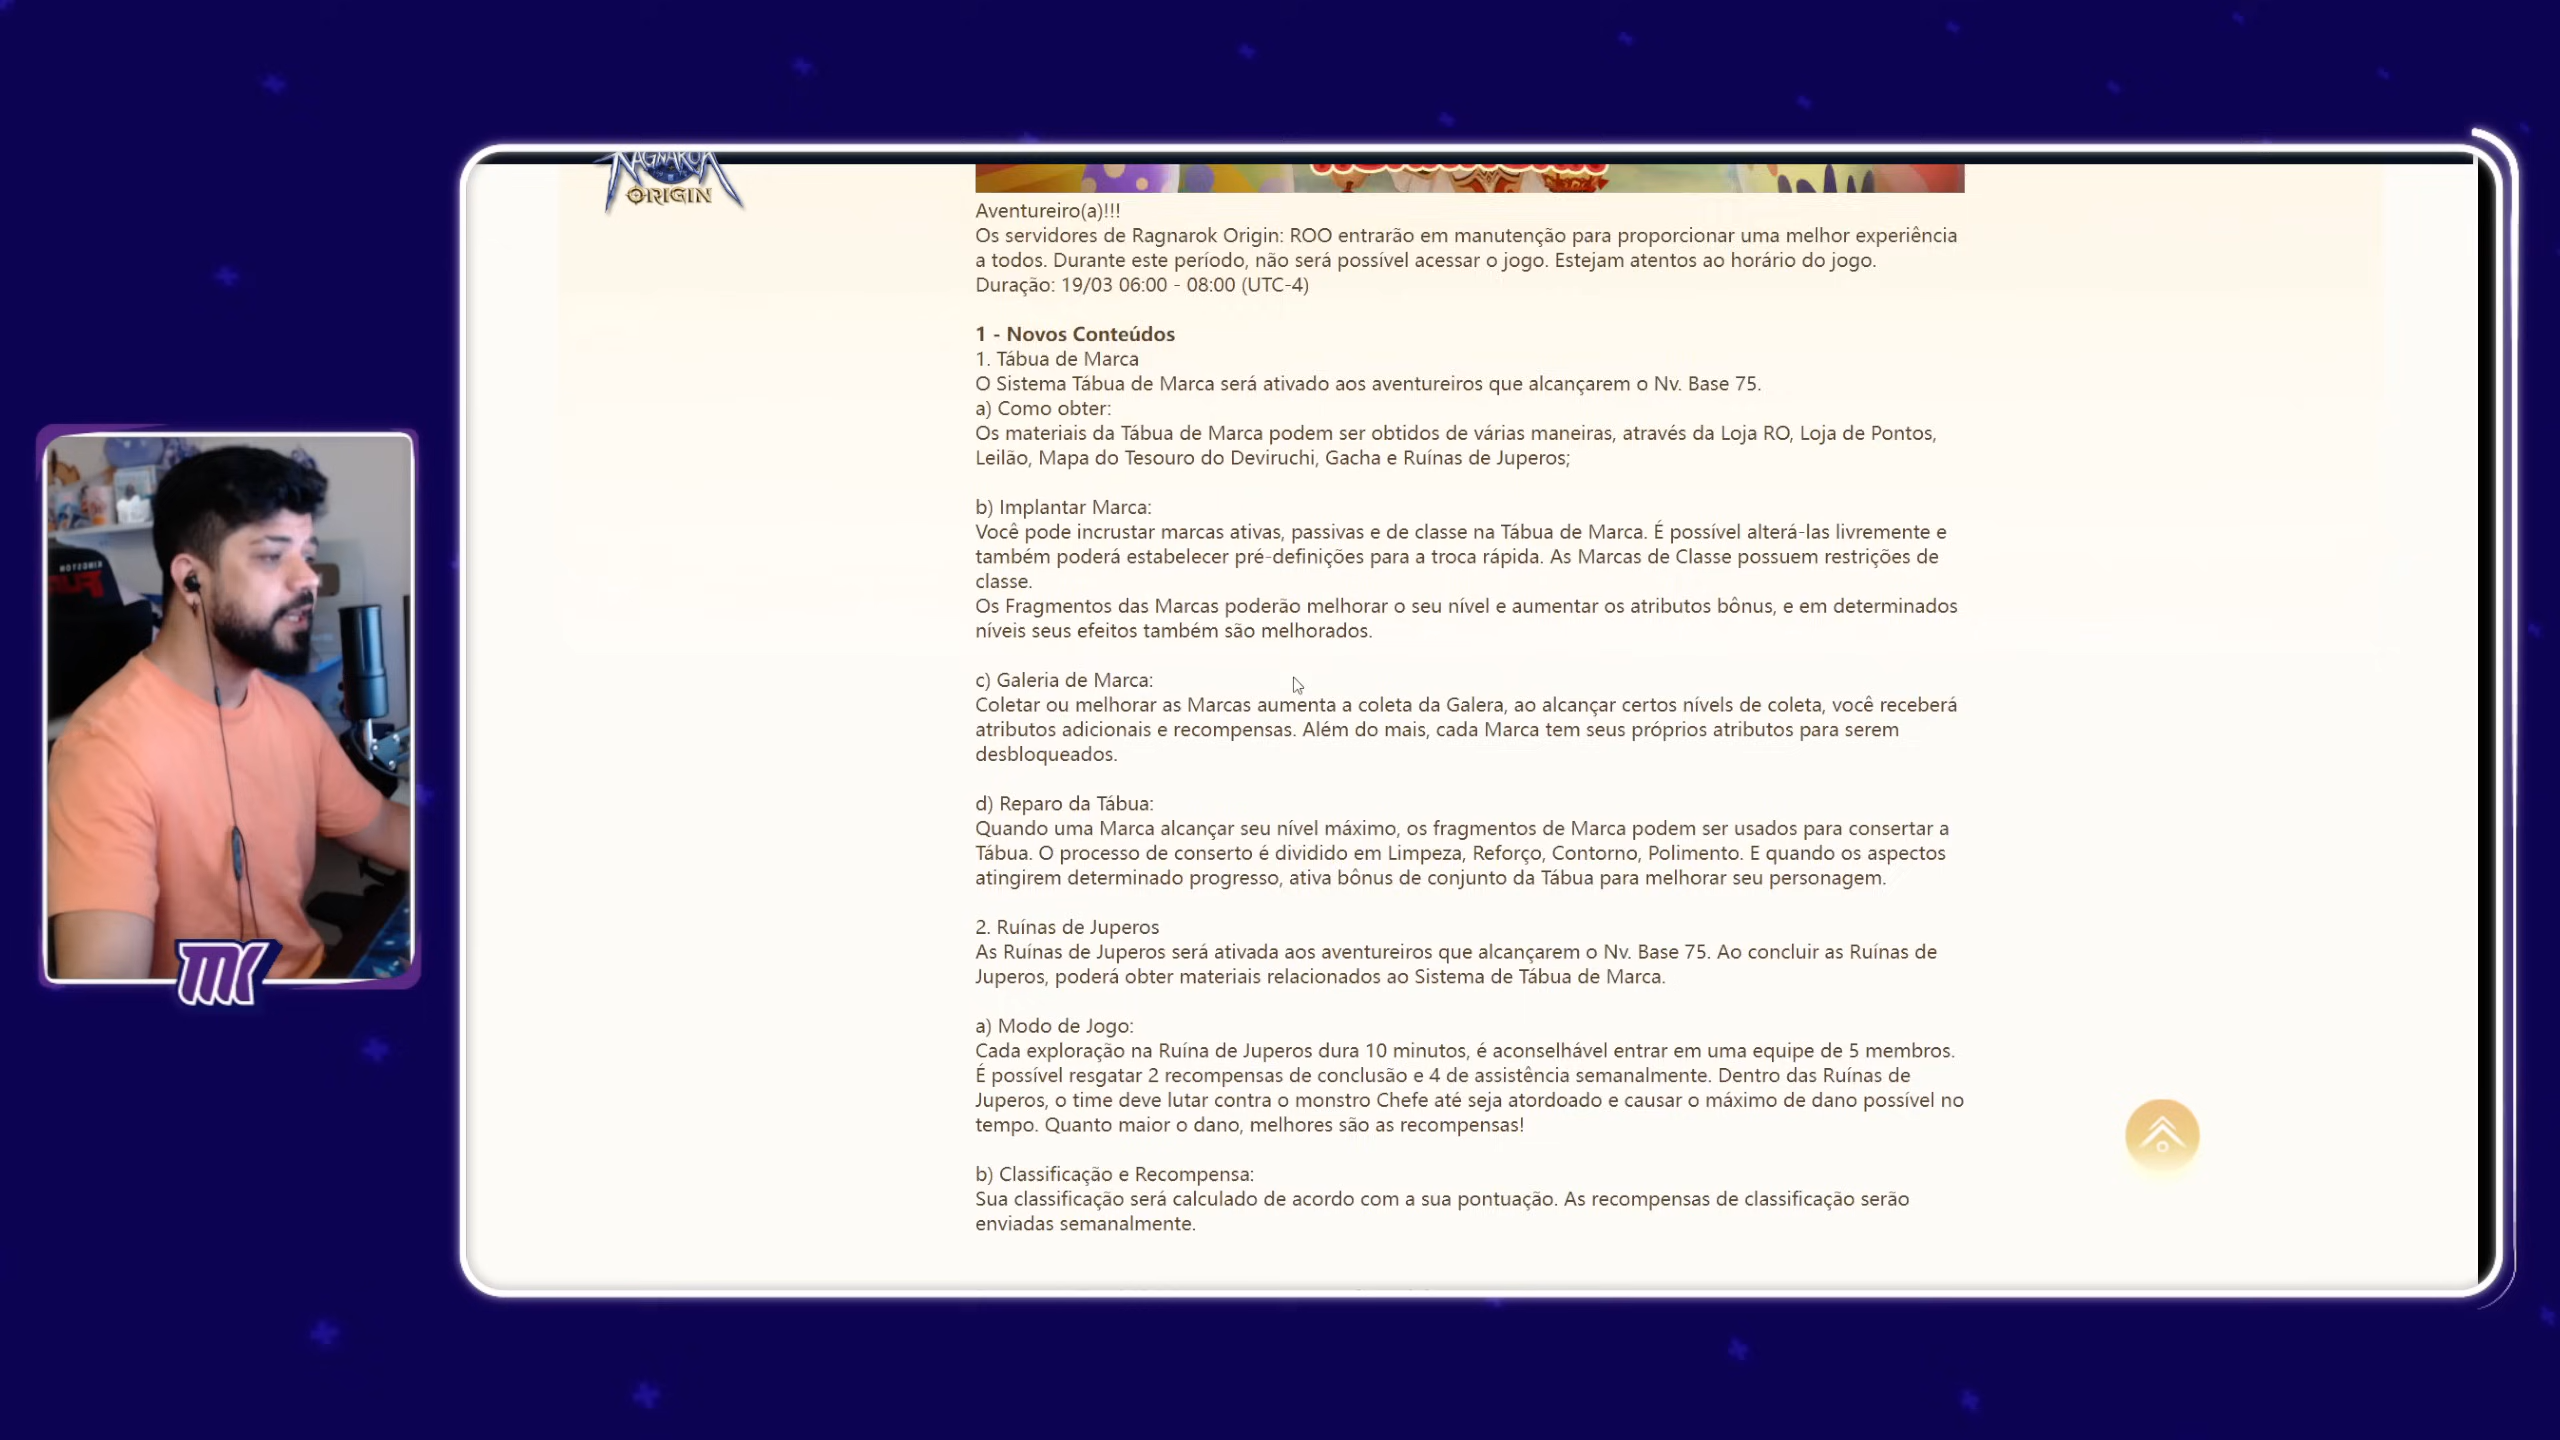 RAGNAROK
ORIGIN
Aventureiro(a)!!!
Os servidores de Ragnarok Origin: ROO entrarão em manutenção para proporcionar uma melhor experiência
a todos. Durante este período, não será possível acessar o jogo. Estejam atentos ao horário do jogo.
Duração: 19/03 06:00 - 08:00 (UTC-4)
1 - Novos Conteúdos
1. Tábua de Marca
O Sistema Tábua de Marca será ativado aos aventureiros que alcançarem o Nv. Base 75.
a) Como obter:
Os materiais da Tábua de Marca podem ser obtidos de várias maneiras, através da Loja RO, Loja de Pontos,
Leilão, Mapa do Tesouro do Deviruchi, Gacha e Ruínas de Juperos;
b) Implantar Marca:
Você pode incrustar marcas ativas, passivas e de classe na Tábua de Marca. É possível alterá-las livremente e
também poderá estabelecer pré-definições para a troca rápida. As Marcas de Classe possuem restrições de
classe.
Os Fragmentos das Marcas poderão melhorar o seu nível e aumentar os atributos bônus, e em determinados
níveis seus efeitos também são melhorados.
c) Galeria de Marca:
Coletar ou melhorar as Marcas aumenta a coleta da Galera, ao alcançar certos níveis de coleta, você receberá
atributos adicionais e recompensas. Além do mais, cada Marca tem seus próprios atributos para serem
desbloqueados.
d) Reparo da Tábua:
Quando uma Marca alcançar seu nível máximo, os fragmentos de Marca podem ser usados para consertar a
Tábua. O processo de conserto é dividido em Limpeza, Reforço, Contorno, Polimento. E quando os aspectos
atingirem determinado progresso, ativa bônus de conjunto da Tábua para melhorar seu personagem.
2. Ruínas de Juperos
As Ruínas de Juperos será ativada aos aventureiros que alcançarem o Nv. Base 75. Ao concluir as Ruínas de
Juperos, poderá obter materiais relacionados ao Sistema de Tábua de Marca.
a) Modo de Jogo:
Cada exploração na Ruína de Juperos dura 10 minutos, é aconselhável entrar em uma equipe de 5 membros.
É possível resgatar 2 recompensas de conclusão e 4 de assistência semanalmente. Dentro das Ruínas de
Juperos, o time deve lutar contra o monstro Chefe até seja atordoado e causar o máximo de dano possível no
tempo. Quanto maior o dano, melhores são as recompensas!
b) Classificação e Recompensa:
Sua classificação será calculado de acordo com a sua pontuação. As recompensas de classificação serão
enviadas semanalmente.
MK